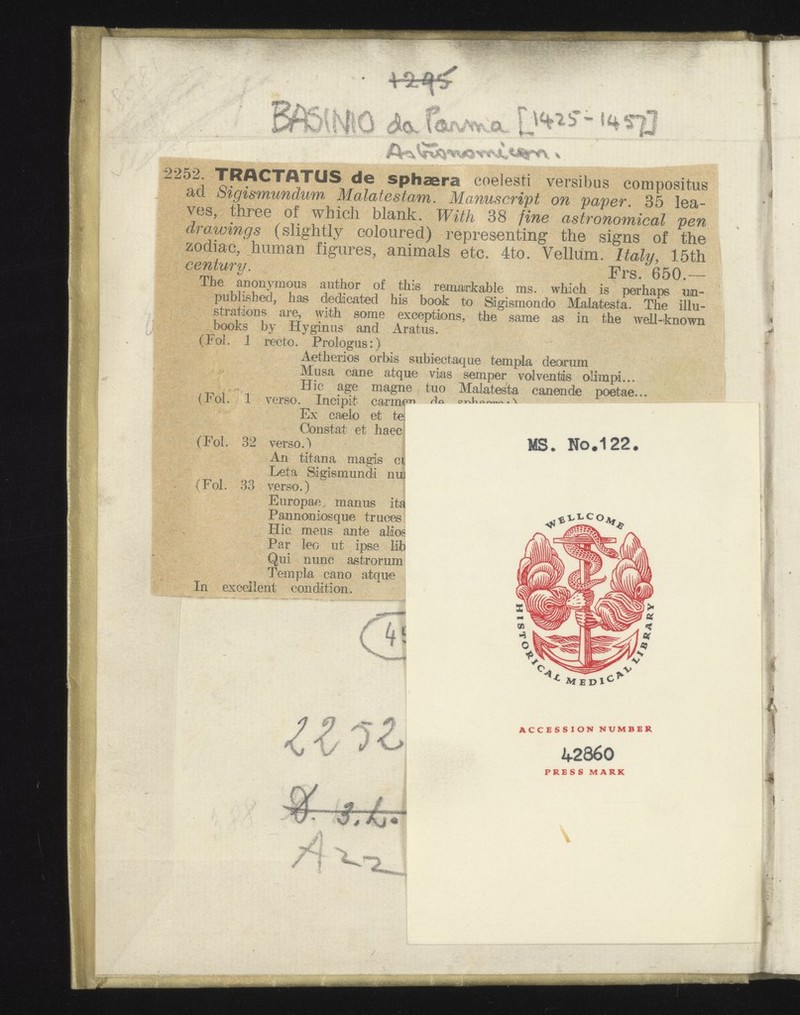 1295
BASINIO da Parma [1425-1457]
Astronomicon.
2252. TRACTATUS de sphæra coelesti versibus compositus
ad Sigismundum Malatestam. Manuscript on paper. 35 lea-
ves, three of which blank. With 38 fine astronomical pen
drawings (slightly coloured) representing the signs of the
zodiac, human figures, animals etc. 4to. Vellum. Italy, 15th
century. Frs. 650.—
The anonymous author of this remarkable ms. which is perhaps un-
published, has dedicated his book to Sigismondo Malatesta. The illu-
strations are, with some exceptions, the same as in the well-known
books by Hyginus and Aratus.
(Fol. 1 recto. Prologus:)
Aetherios orbis subiectaque templa deorum
Musa cane atque vias semper volventis olimpi...
Hic age magne tuo Malatesta canende poetae...
(Fol. 1 verso. Incipit carmen de sphaera:)
Ex caelo et te
Constat et haec
(Fol. 32 verso.)
An titana magis
Leta Sigismundi
(Fol. 33 verso.)
Europae, manus ita
Pannoniosque truces
Hic meus ante alios
Par leo ut ipse lib
Qui nunc astrorum
Templa cano atque
In excellent condition.
2252
D. 3. L.
A22
MS. No.122.
WELLCOME
HISTORICAL MEDICAL LIBRARY
ACCESSION NUMBER
42860
PRESS MARK